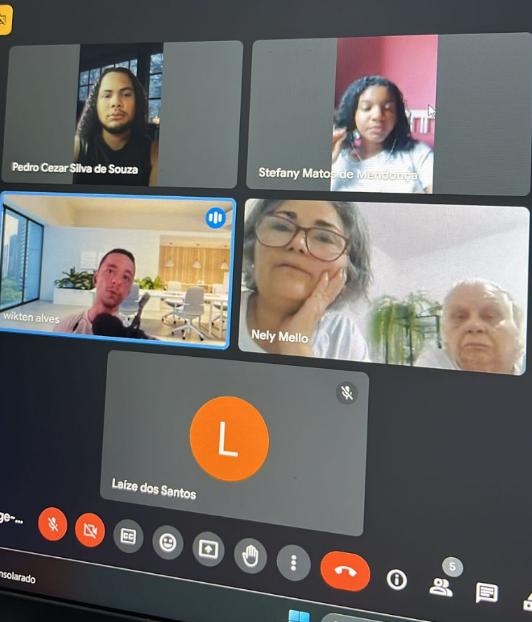 Pedro Cezar Silva de Souza
Stefany Matos de Mendonça
wikten alves
Nely Mello
L
Laíze dos Santos
ge-...
CC
5
nsolarado